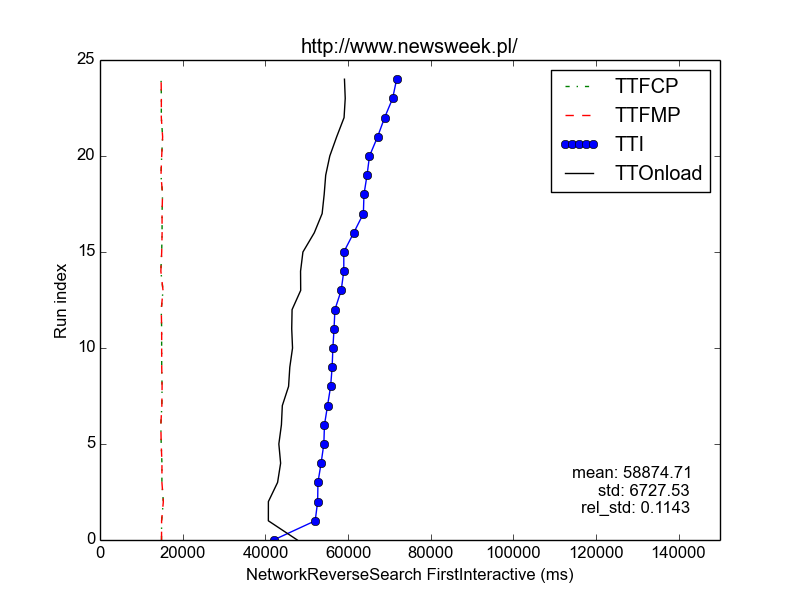 http://www.newsweek.pl/
25
20
15
10
5
0
Run index
TTFCP
TTFMP
TTI
TTOnload
mean: 58874.71
std: 6727.53
rel_std: 0.1143
0 20000 40000 60000 80000 100000 120000 140000
NetworkReverseSearch FirstInteractive (ms)